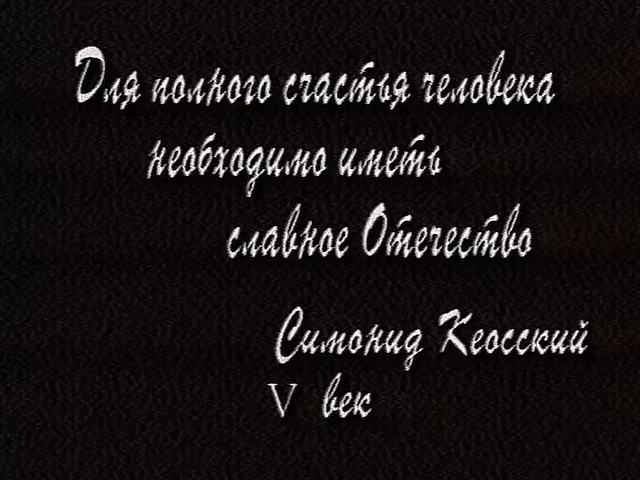 Для полного счастья человека
необходимо иметь
славное Отечество
Симонид Кеосский
V век